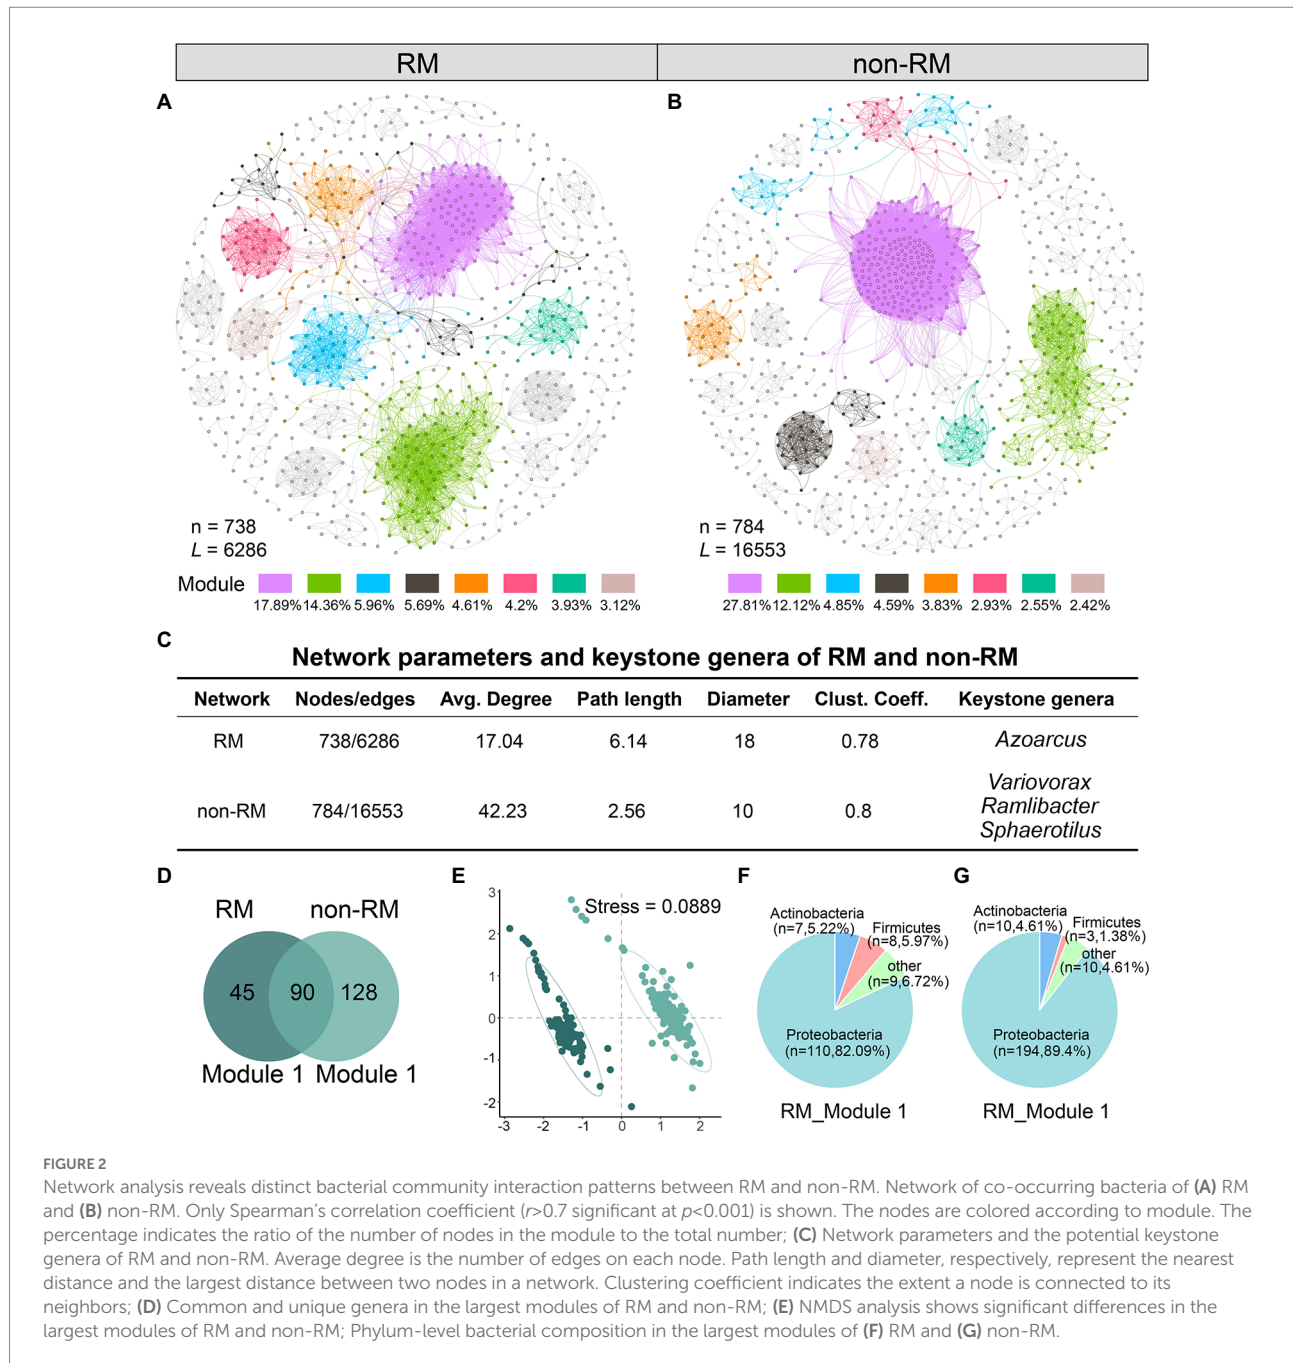 RM non-RM
A B
n = 738
L = 6286
n = 784
L = 16553
Module
17.89% 14.36% 5.96% 5.69% 4.61% 4.2% 3.93% 3.12%
27.81% 12.12% 4.85% 4.59% 3.83% 2.93% 2.55% 2.42%
C
Network parameters and keystone genera of RM and non-RM
Network Nodes/edges Avg. Degree Path length Diameter Clust. Coeff. Keystone genera
RM 738/6286 17.04 6.14 18 0.78 Azoarcus
non-RM 784/16553 42.23 2.56 10 0.8 Variovorax
Ramlibacter
Sphaerotilus
D
RM non-RM
45 90 128
Module 1 Module 1
E
Stress = 0.0889
3
2
1
0
-1
-2
-3 -2 -1 0 1 2
F
Actinobacteria
(n=7,5.22%)
Firmicutes
(n=8,5.97%)
other
(n=9,6.72%)
Proteobacteria
(n=110,82.09%)
RM_Module 1
G
Actinobacteria
(n=10,4.61%)
Firmicutes
(n=3,1.38%)
other
(n=10,4.61%)
Proteobacteria
(n=194,89.4%)
RM_Module 1
FIGURE 2
Network analysis reveals distinct bacterial community interaction patterns between RM and non-RM. Network of co-occurring bacteria of (A) RM
and (B) non-RM. Only Spearman's correlation coefficient (r>0.7 significant at p<0.001) is shown. The nodes are colored according to module. The
percentage indicates the ratio of the number of nodes in the module to the total number; (C) Network parameters and the potential keystone
genera of RM and non-RM. Average degree is the number of edges on each node. Path length and diameter, respectively, represent the nearest
distance and the largest distance between two nodes in a network. Clustering coefficient indicates the extent a node is connected to its
neighbors; (D) Common and unique genera in the largest modules of RM and non-RM; (E) NMDS analysis shows significant differences in the
largest modules of RM and non-RM; Phylum-level bacterial composition in the largest modules of (F) RM and (G) non-RM.